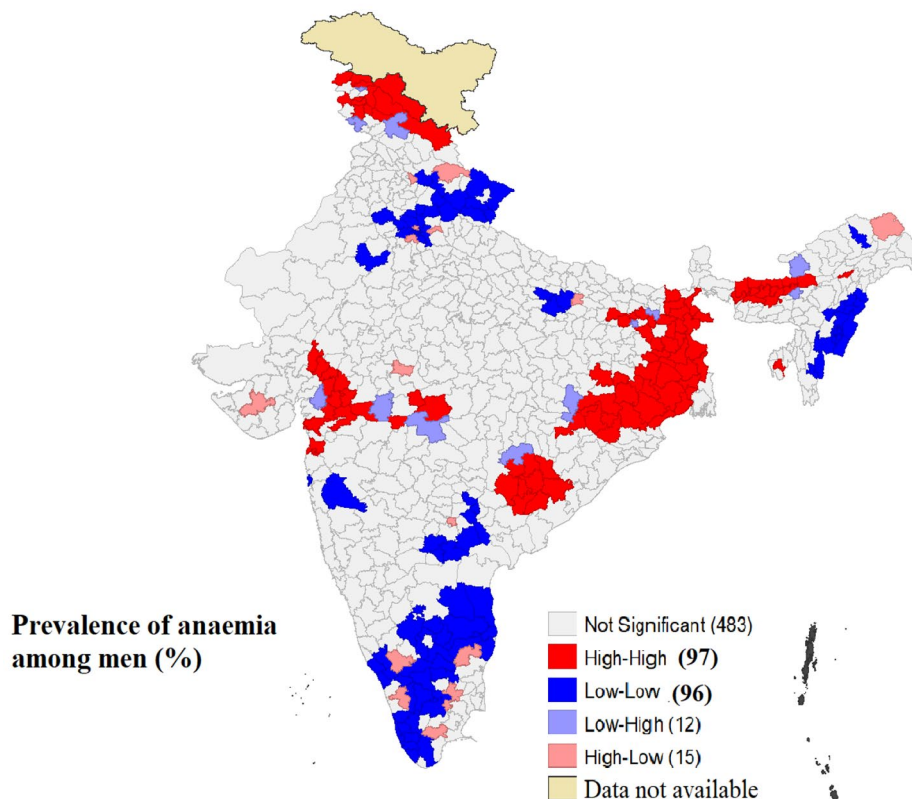 Prevalence of anaemia
among men (%)
Not Significant (483)
High-High (97)
Low-Low (96)
Low-High (12)
High-Low (15)
Data not available